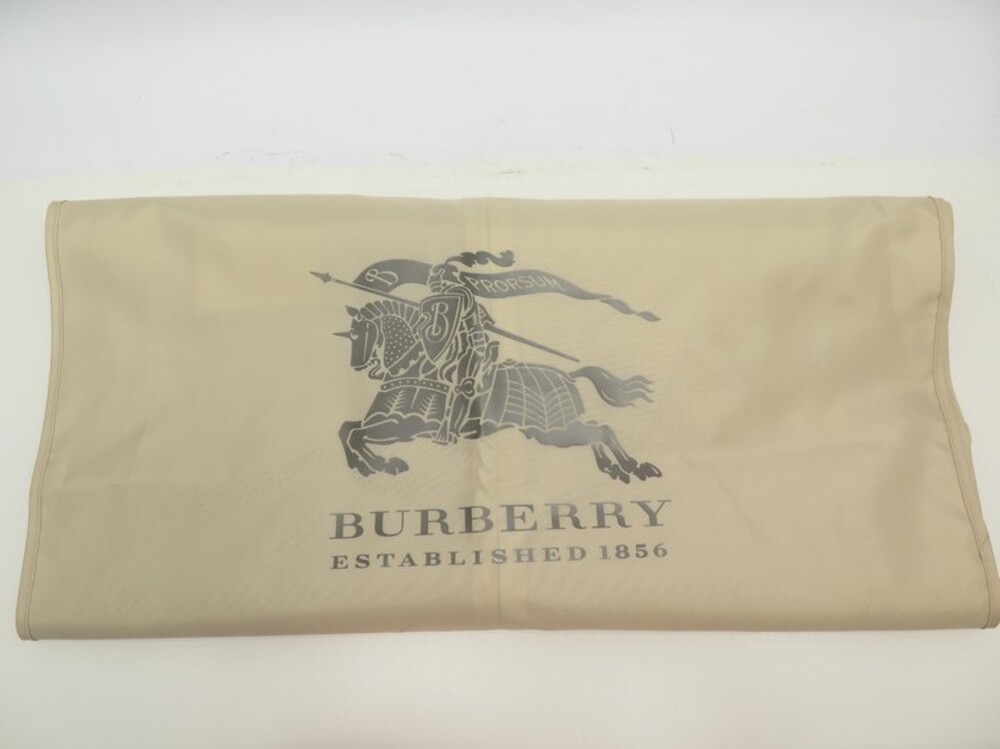 B PRORSUM
B
BURBERRY
ESTABLISHED 1856